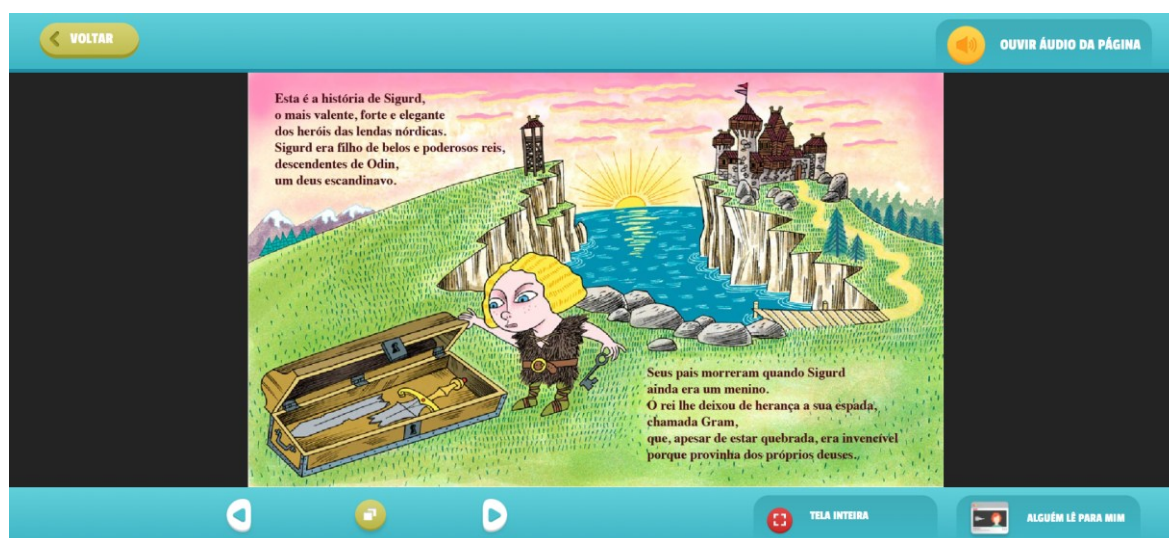 VOLTAR
OUVIR ÁUDIO DA PÁGINA
Esta é a história de Sigurd,
o mais valente, forte e elegante
dos heróis das lendas nórdicas.
Sigurd era filho de belos e poderosos reis,
descendentes de Odin,
um deus escandinavo.
Seus pais morreram quando Sigurd
ainda era um menino.
O rei lhe deixou de herança a sua espada,
chamada Gram,
que, apesar de estar quebrada, era invencível
porque provinha dos próprios deuses.
TELA INTEIRA
ALGUÉM LÊ PARA MIM